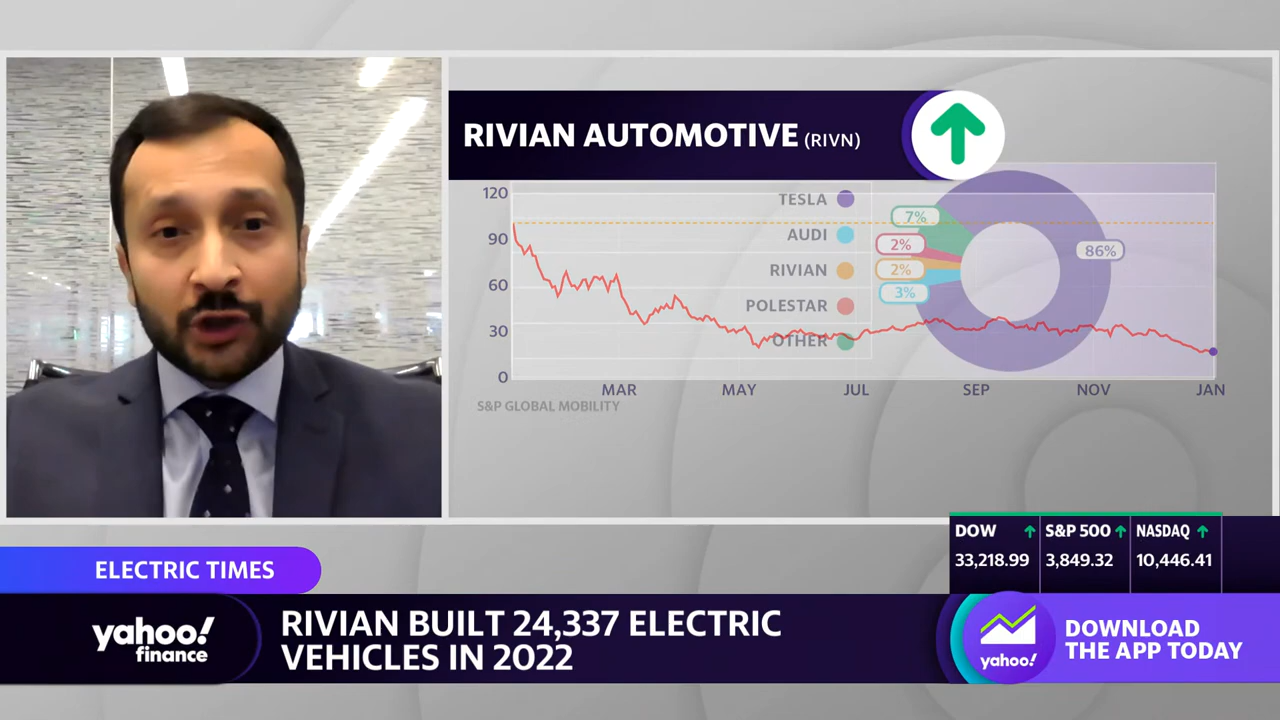 RIVIAN AUTOMOTIVE (RIVN)
120
90
60
30
0
MAR
MAY
JUL
SEP
NOV
JAN
TESLA
AUDI
RIVIAN
POLESTAR
OTHER
7%
2%
2%
3%
86%
S&P GLOBAL MOBILITY
DOW
33,218.99
S&P 500
3,849.32
NASDAQ
10,446.41
ELECTRIC TIMES
yahoo!
finance
RIVIAN BUILT 24,337 ELECTRIC
VEHICLES IN 2022
yahoo!
DOWNLOAD
THE APP TODAY